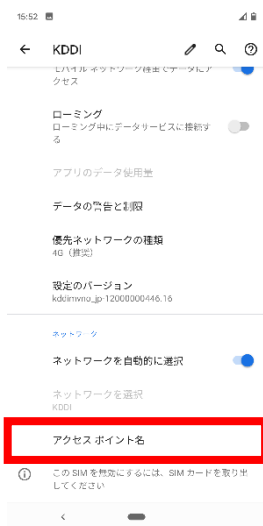 15:52
KDDI
モバイル ネットワーク経由でデータにア
クセス
ローミング
ローミング中にデータサービスに接続す
る
アプリのデータ使用量
データの警告と制限
優先ネットワークの種類
4G（推奨）
設定のバージョン
kddimvno_jp-12000000446.16
ネットワーク
ネットワークを自動的に選択
ネットワークを選択
KDDI
アクセス ポイント名
この SIM を無効にするには、SIM カードを取り出
してください